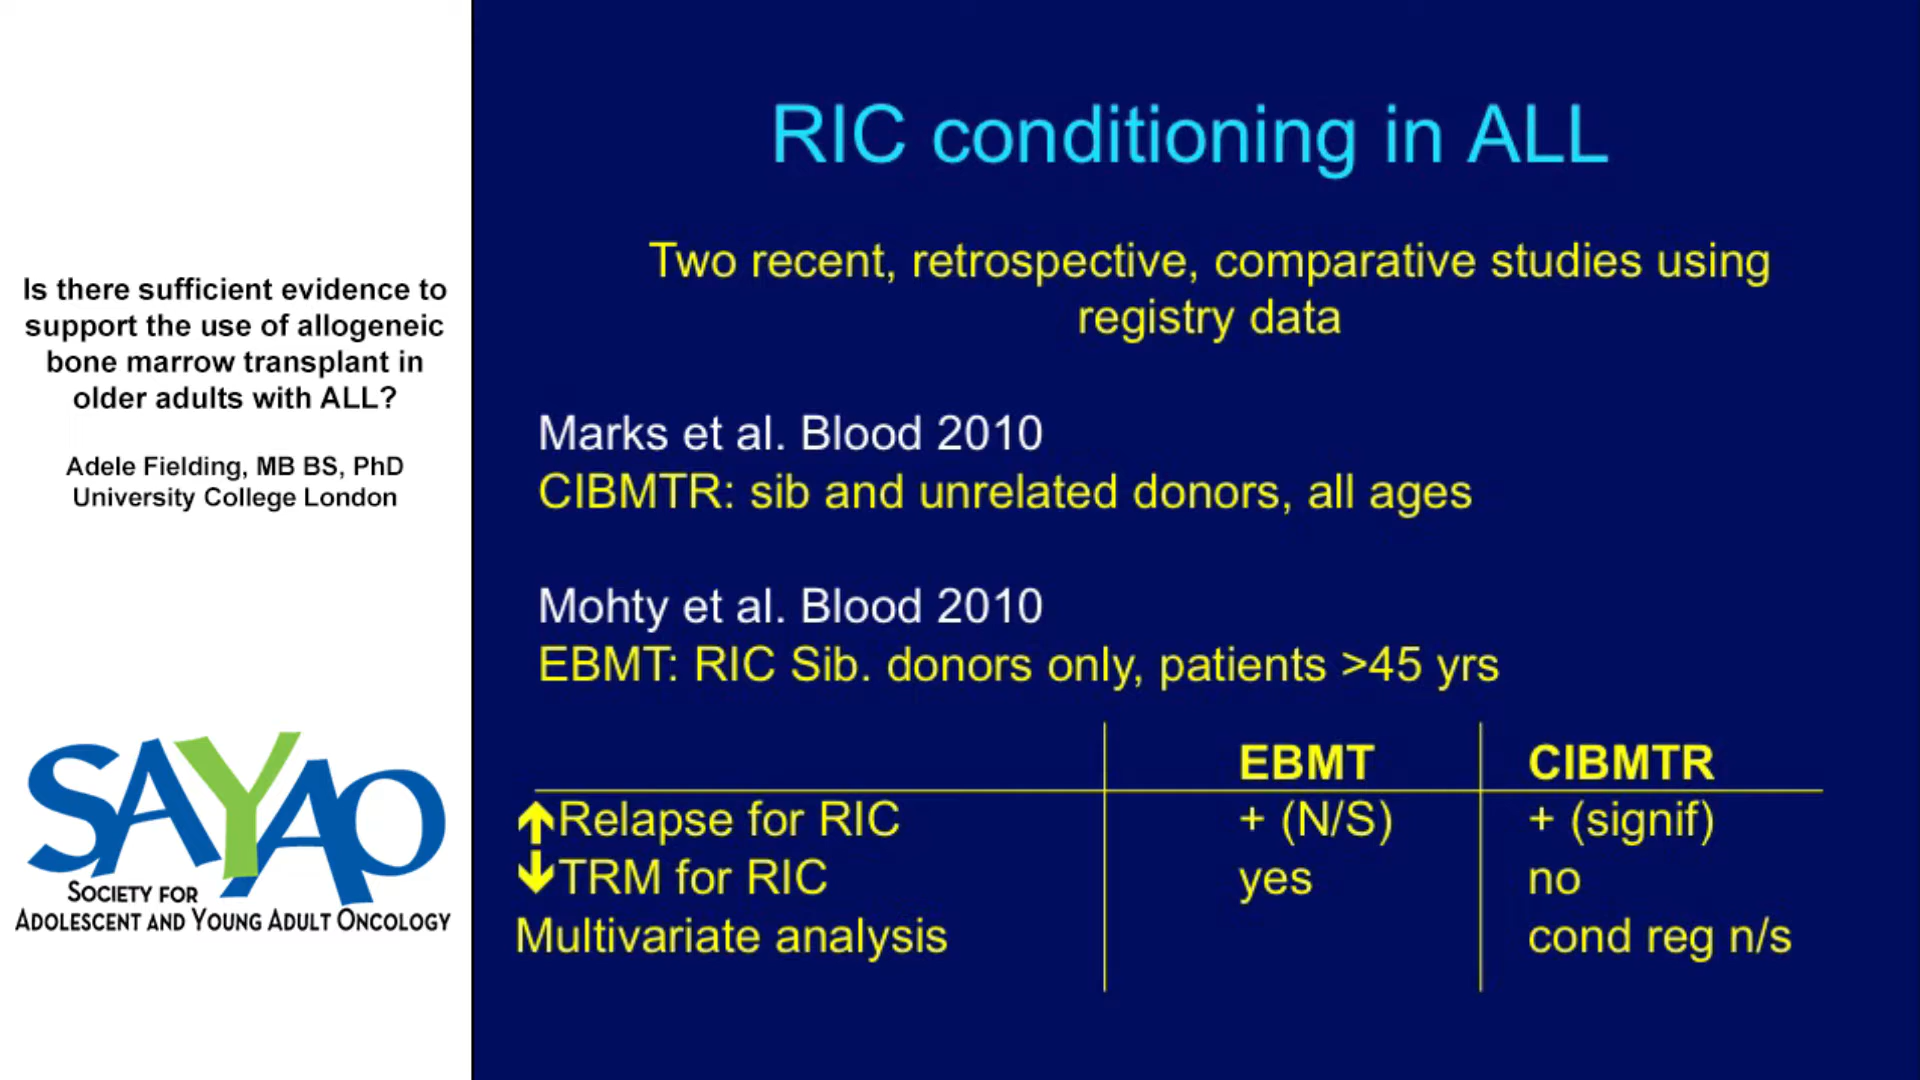 Is there sufficient evidence to
support the use of allogeneic
bone marrow transplant in
older adults with ALL?
Adele Fielding, MB BS, PhD
University College London
SAYAO
SOCIETY FOR
ADOLESCENT AND YOUNG ADULT ONCOLOGY
RIC conditioning in ALL
Two recent, retrospective, comparative studies using
registry data
Marks et al. Blood 2010
CIBMTR: sib and unrelated donors, all ages
Mohty et al. Blood 2010
EBMT: RIC Sib. donors only, patients >45 yrs
EBMT CIBMTR
↑Relapse for RIC + (N/S) + (signif)
↓TRM for RIC yes no
Multivariate analysis cond reg n/s